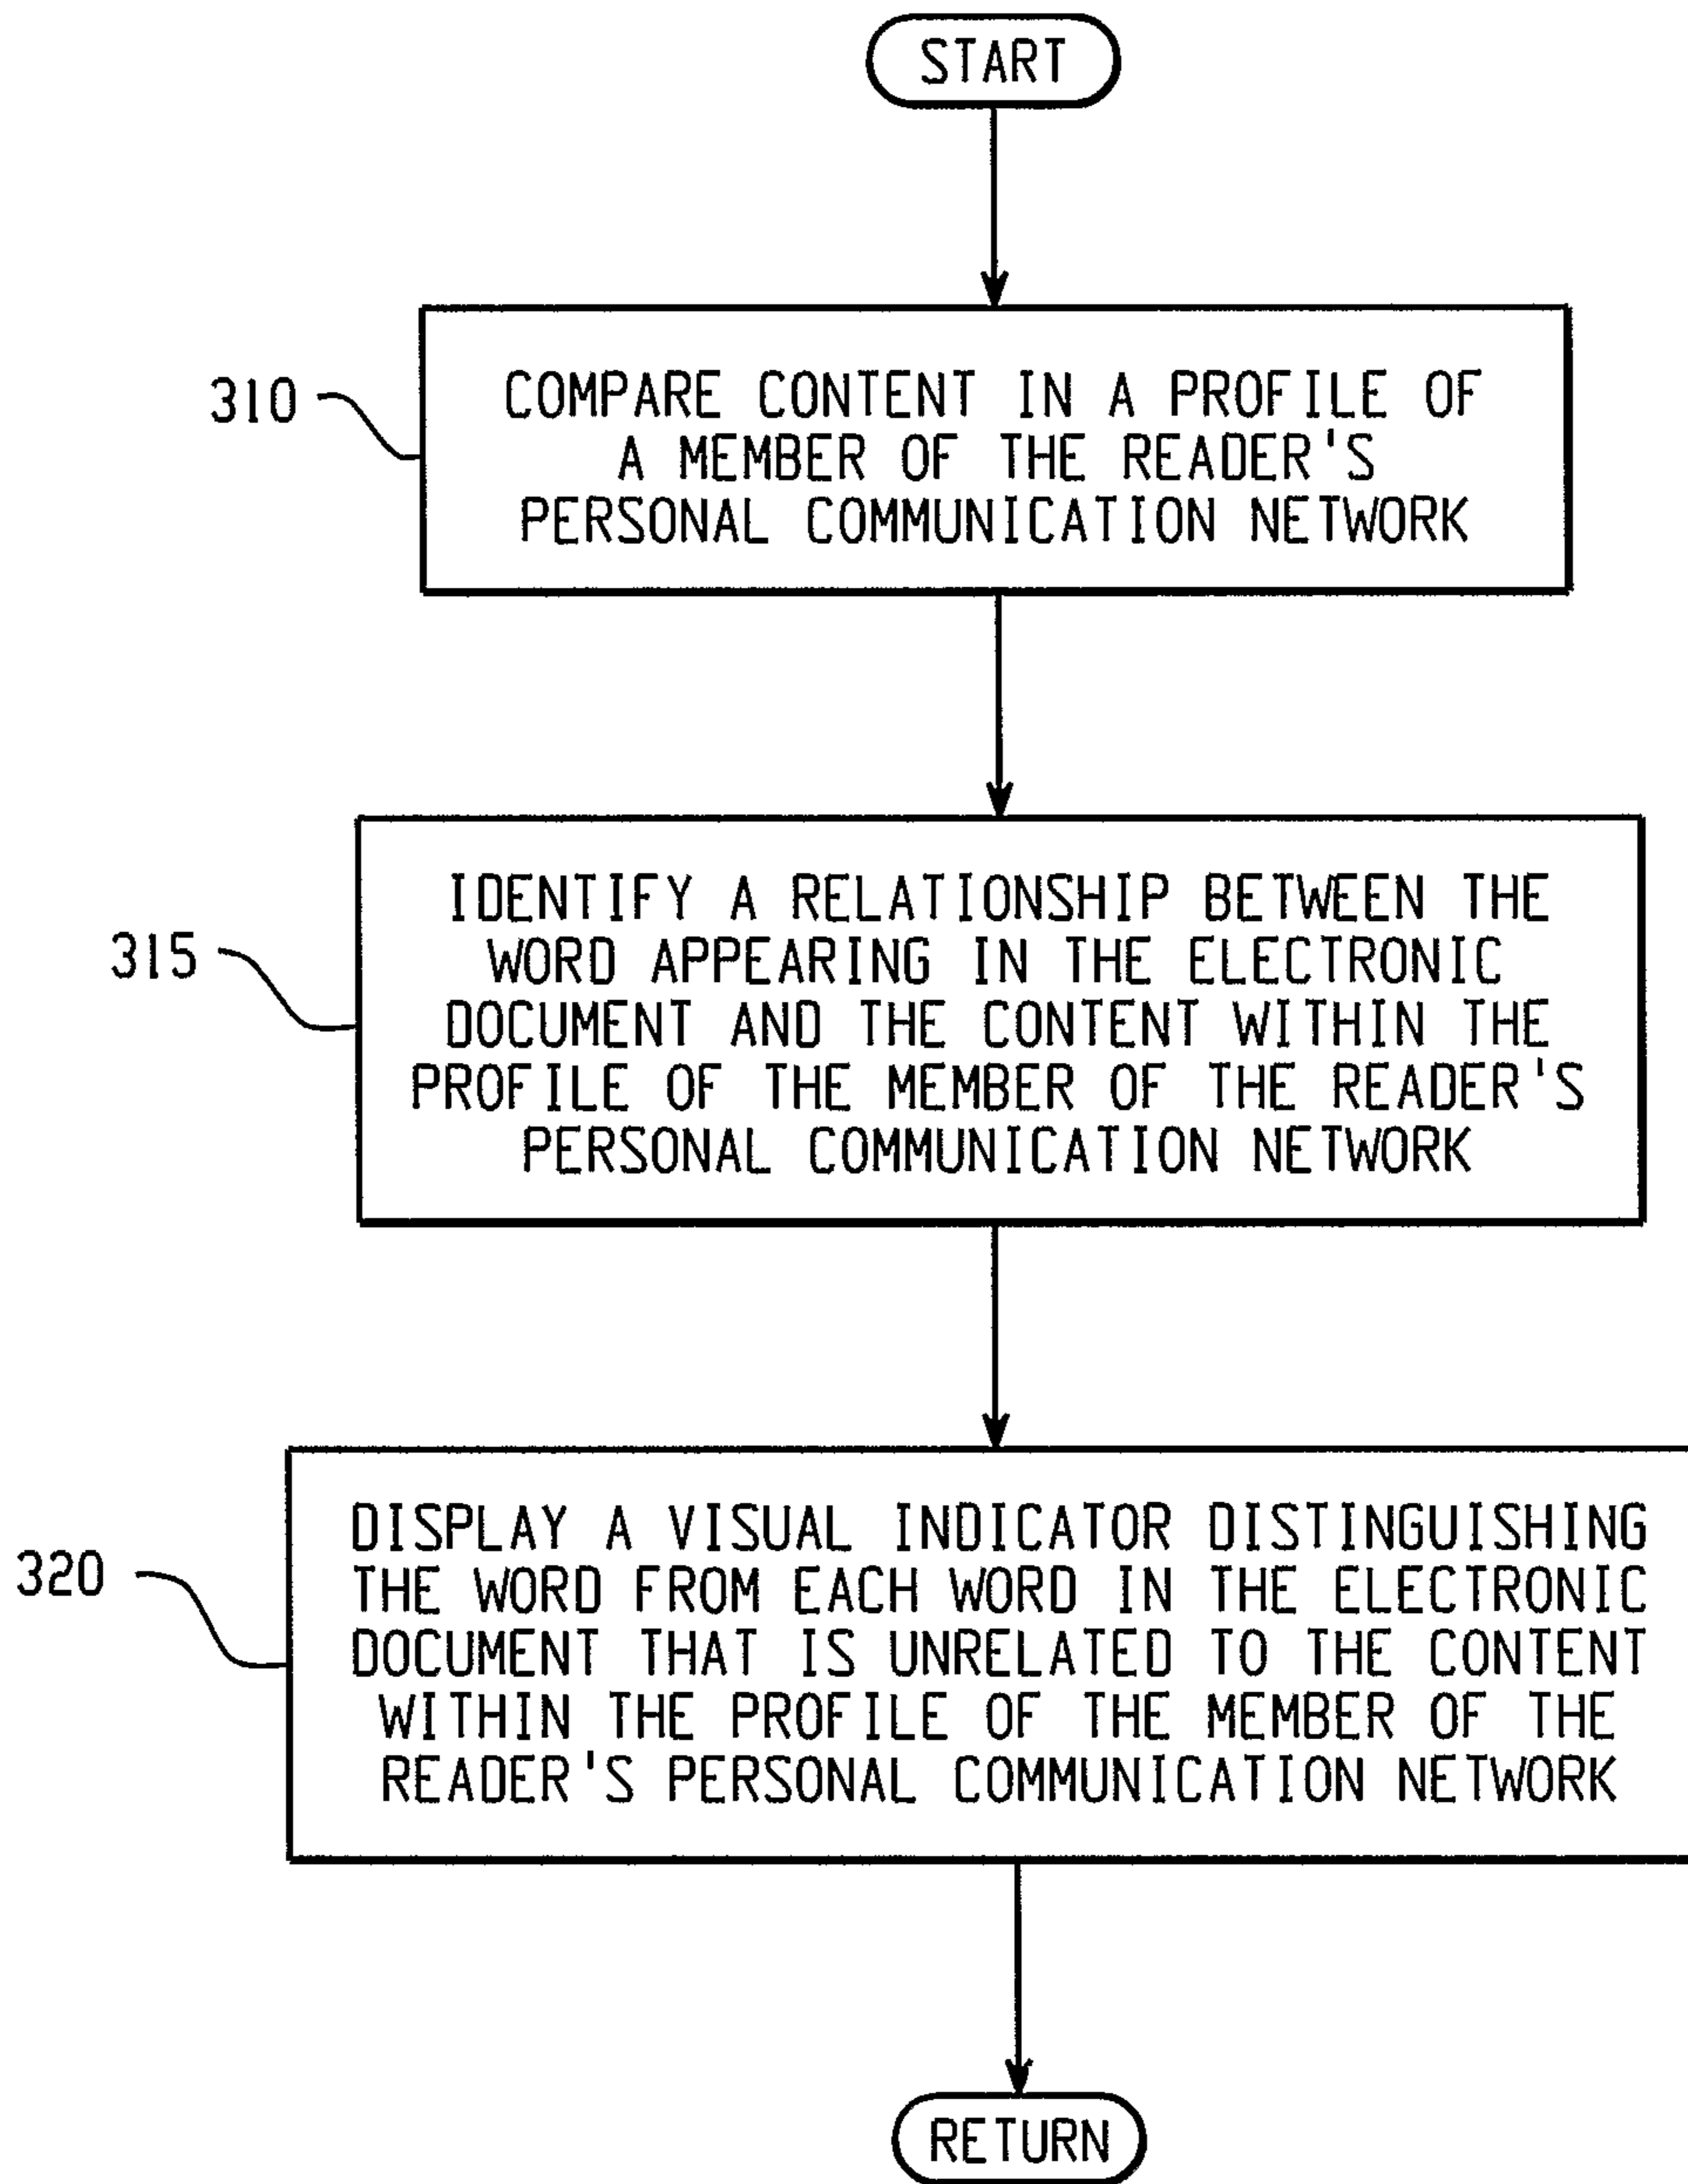 START
310
COMPARE CONTENT IN A PROFILE OF
A MEMBER OF THE READER'S
PERSONAL COMMUNICATION NETWORK
315
IDENTIFY A RELATIONSHIP BETWEEN THE
WORD APPEARING IN THE ELECTRONIC
DOCUMENT AND THE CONTENT WITHIN THE
PROFILE OF THE MEMBER OF THE READER'S
PERSONAL COMMUNICATION NETWORK
320
DISPLAY A VISUAL INDICATOR DISTINGUISHING
THE WORD FROM EACH WORD IN THE ELECTRONIC
DOCUMENT THAT IS UNRELATED TO THE CONTENT
WITHIN THE PROFILE OF THE MEMBER OF THE
READER'S PERSONAL COMMUNICATION NETWORK
RETURN